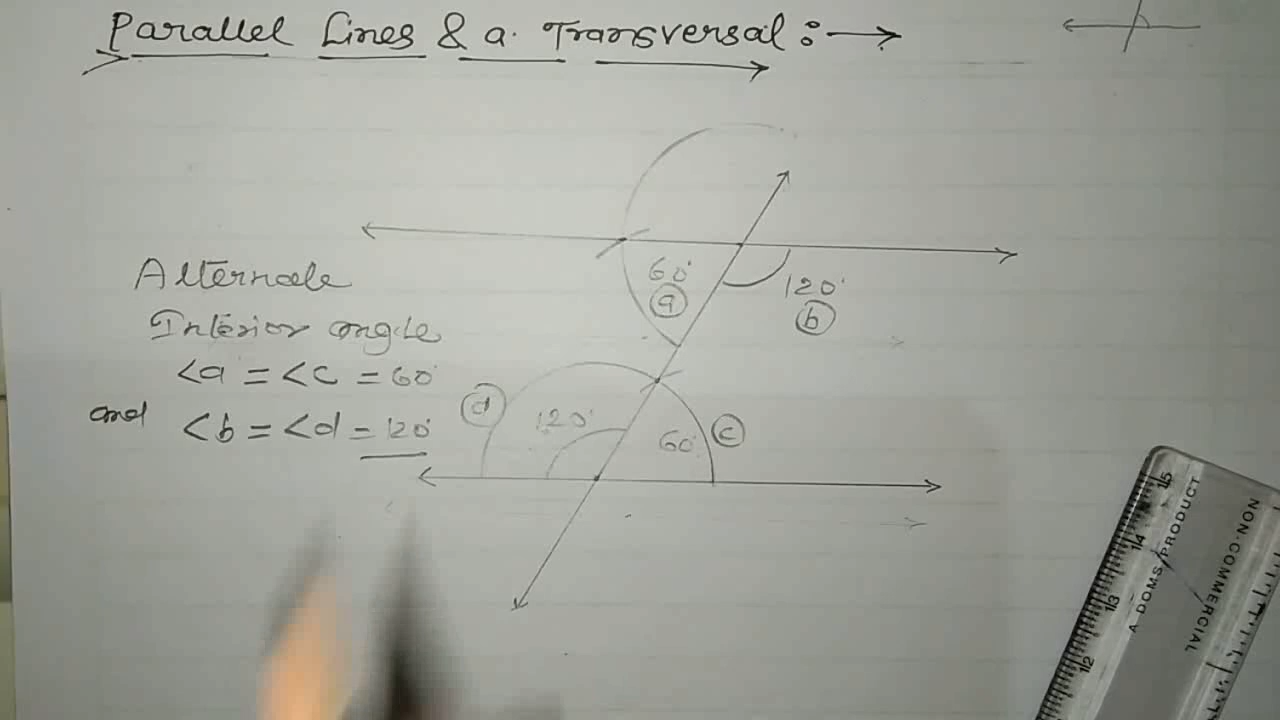 Parallel Lines & a. Transversal :→
60°
a
120°
b
Alternate
Interior angle
<a = <c = 60°
and <b = <d = 120°
d
120°
60°
c
15
14
13
12
A DOMS PRODUCT
NON-COMMERCIAL